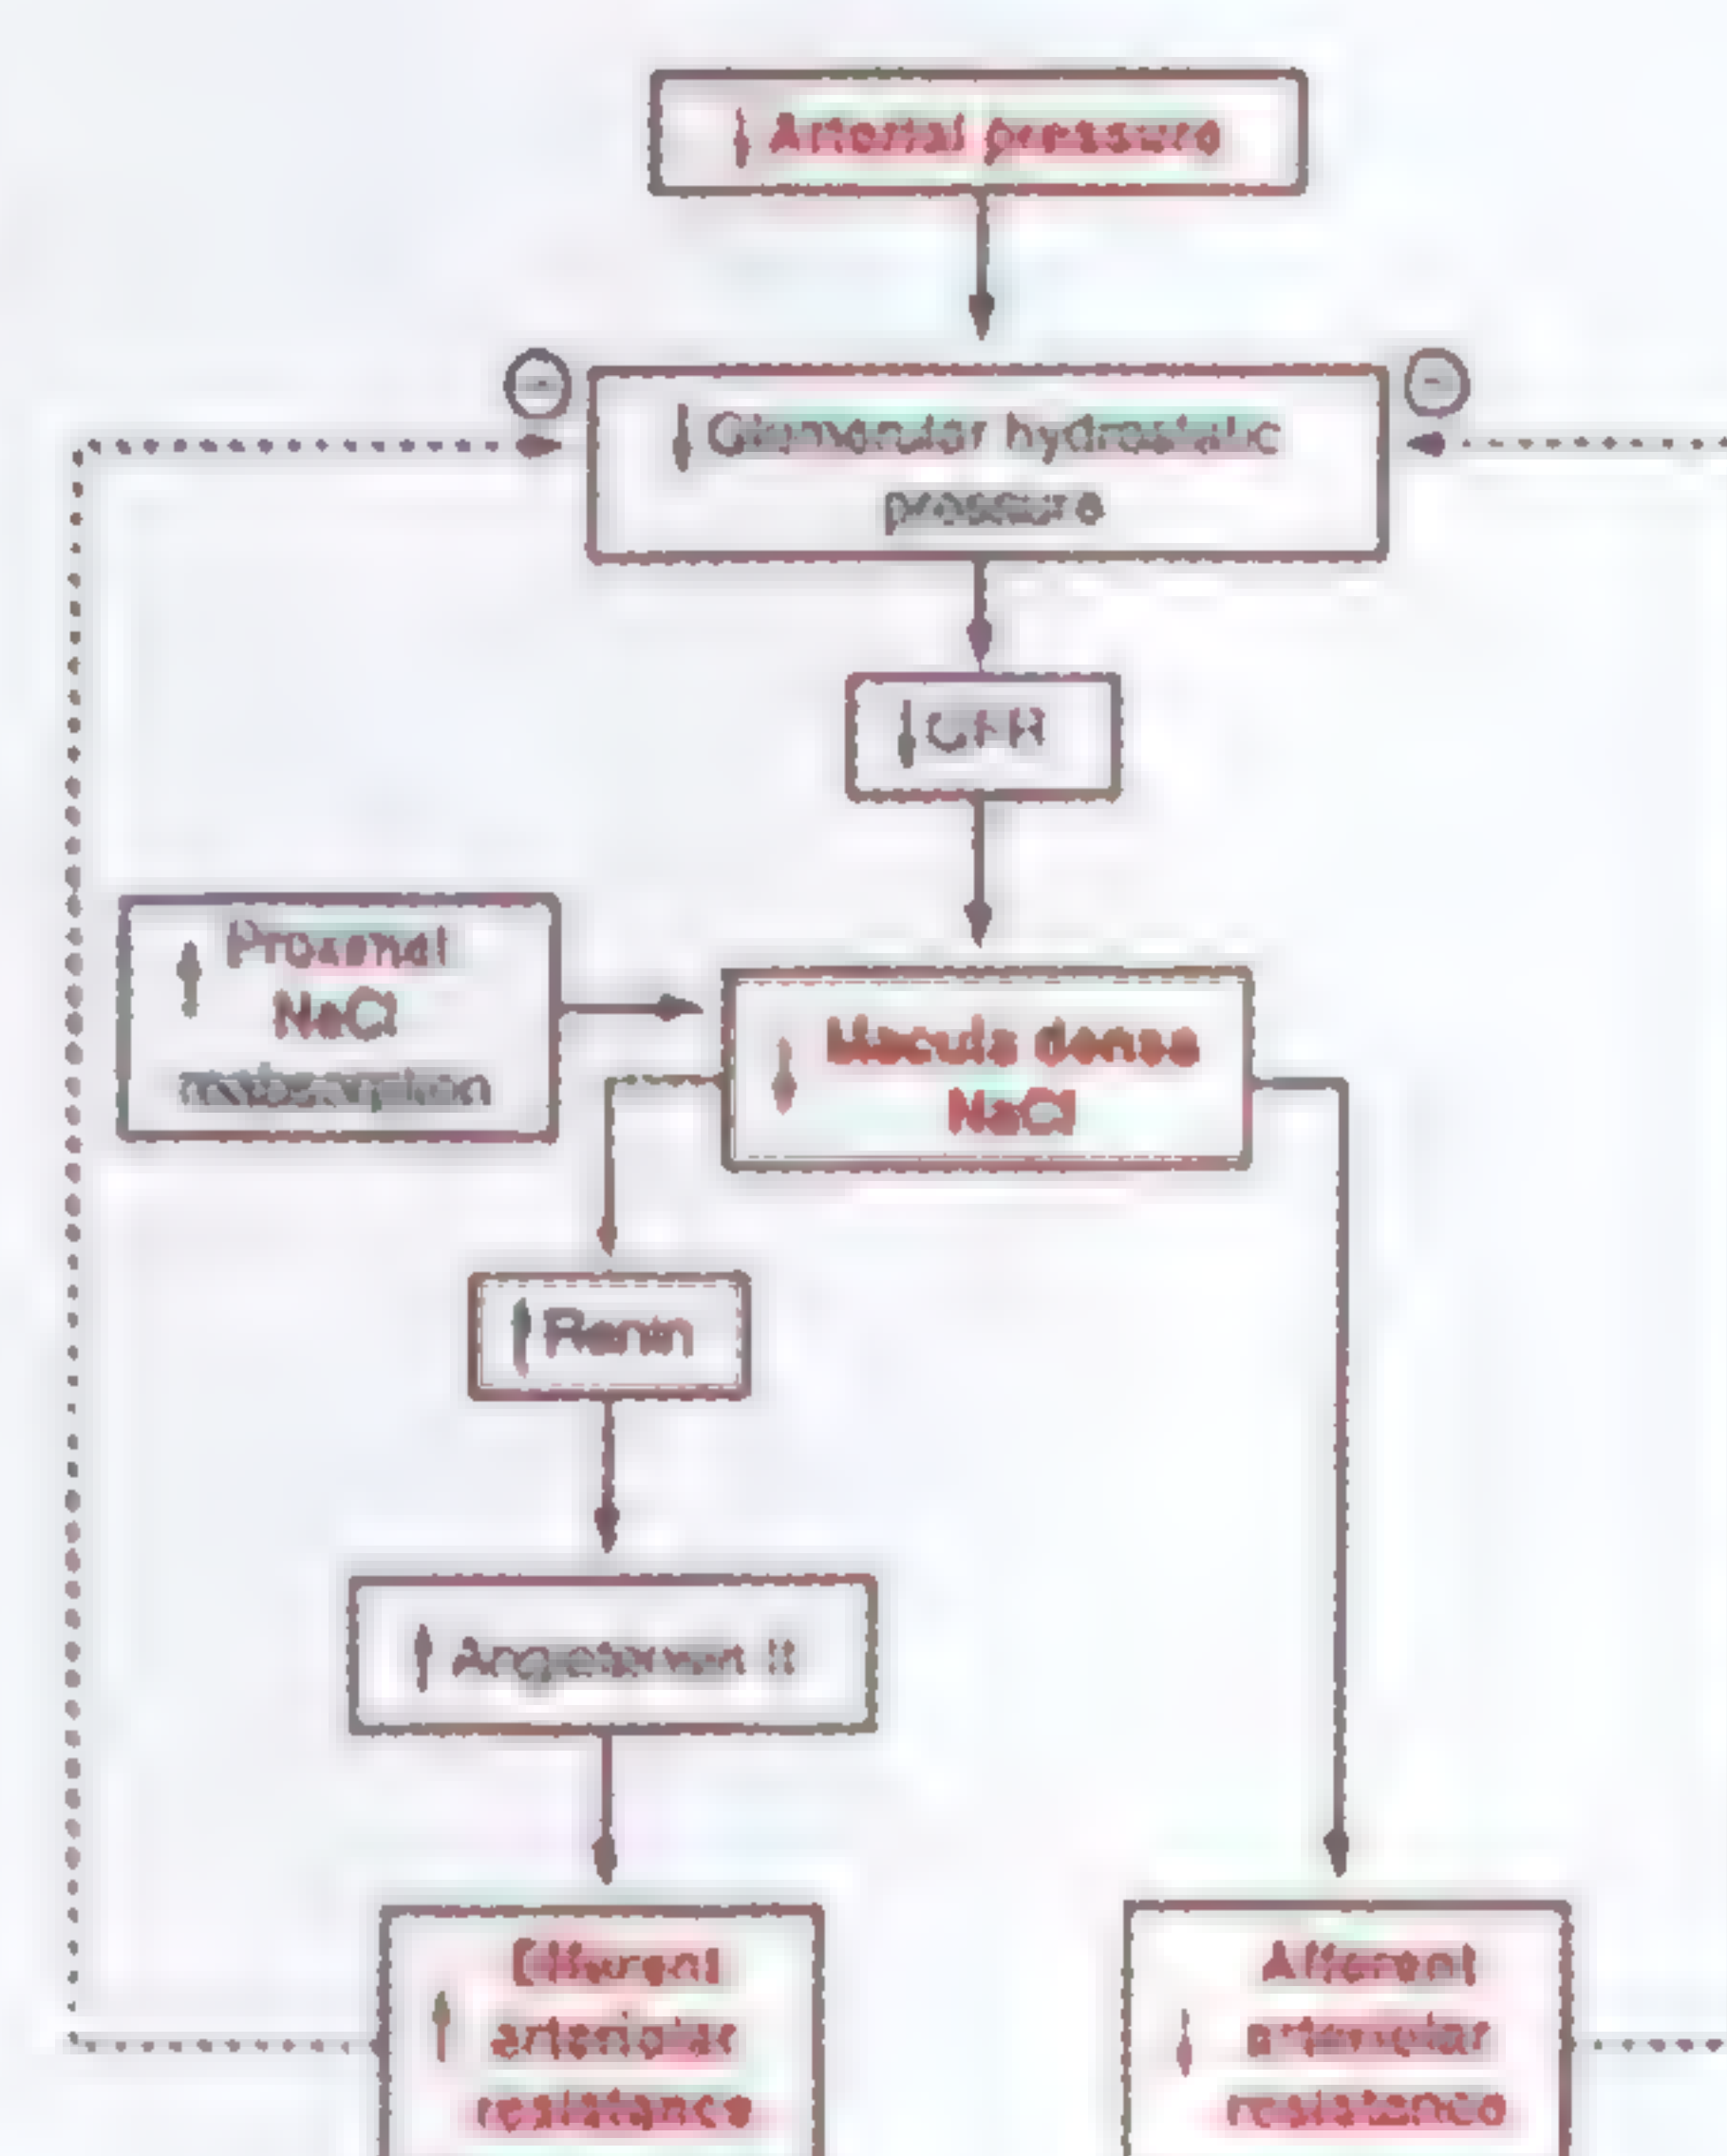 ↓ Arterial pressure
-
-
↓ Glomerular hydrostatic
pressure
↓ GFR
↑ Proximal
NaCl
reabsorption
↓ Macula densa
NaCl
↑ Renin
↑ Angiotensin II
Efferent
↑ arteriolar
resistance
Afferent
↓ arteriolar
resistance